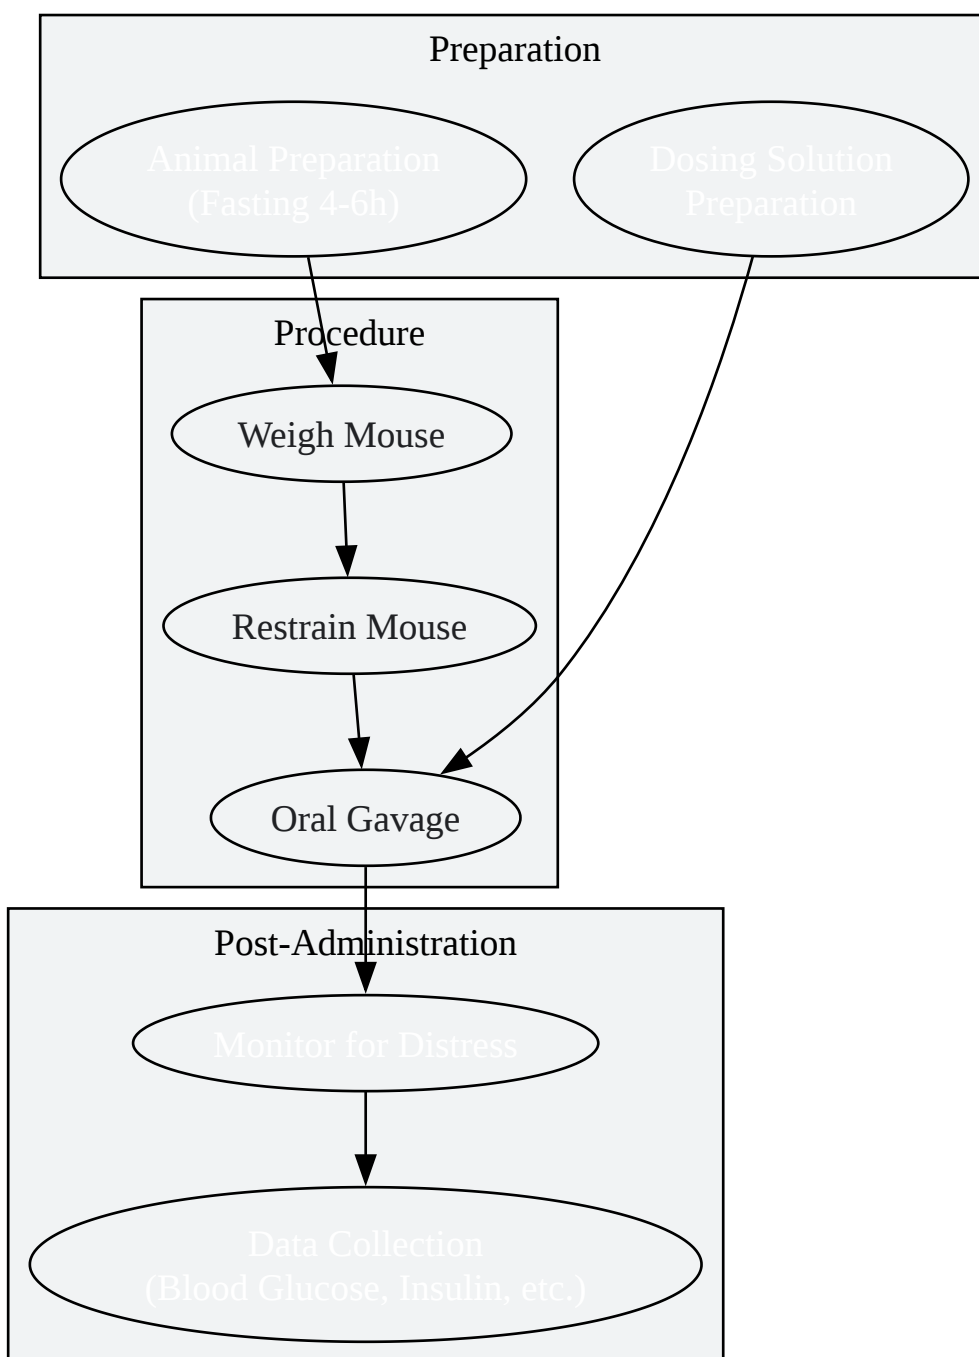 Preparation
Animal Preparation
(Fasting 4-6h)
Dosing Solution
Preparation
Procedure
Weigh Mouse
Restrain Mouse
Oral Gavage
Post-Administration
Monitor for Distress
Data Collection
(Blood Glucose, Insulin, etc.)